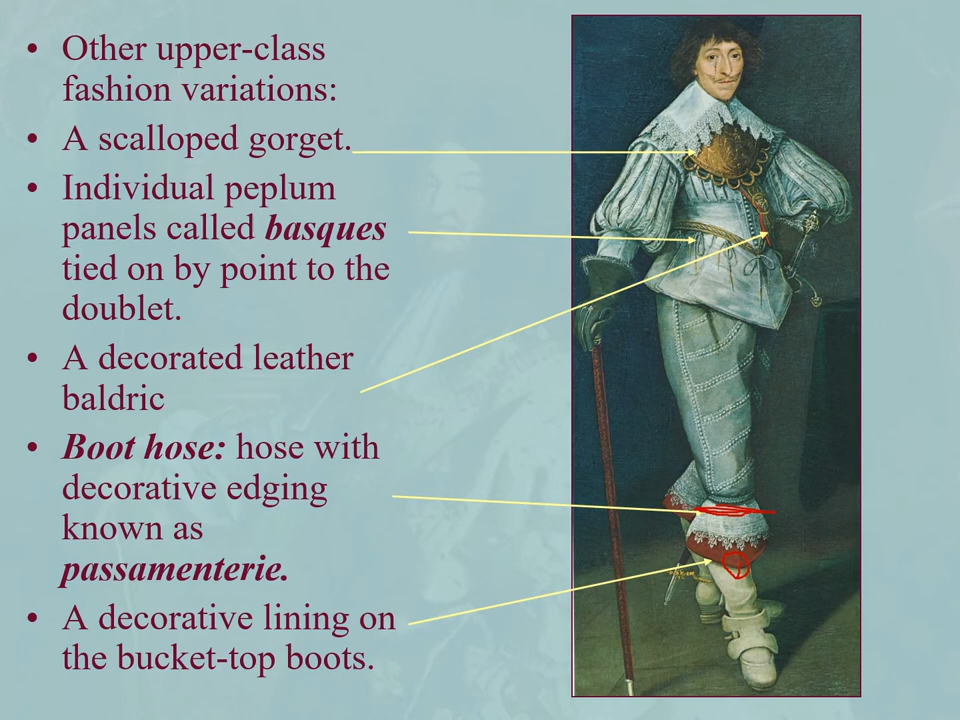 • Other upper-class
fashion variations:
• A scalloped gorget.
• Individual peplum
panels called basques
tied on by point to the
doublet.
• A decorated leather
baldric
• Boot hose: hose with
decorative edging
known as
passamenterie.
• A decorative lining on
the bucket-top boots.